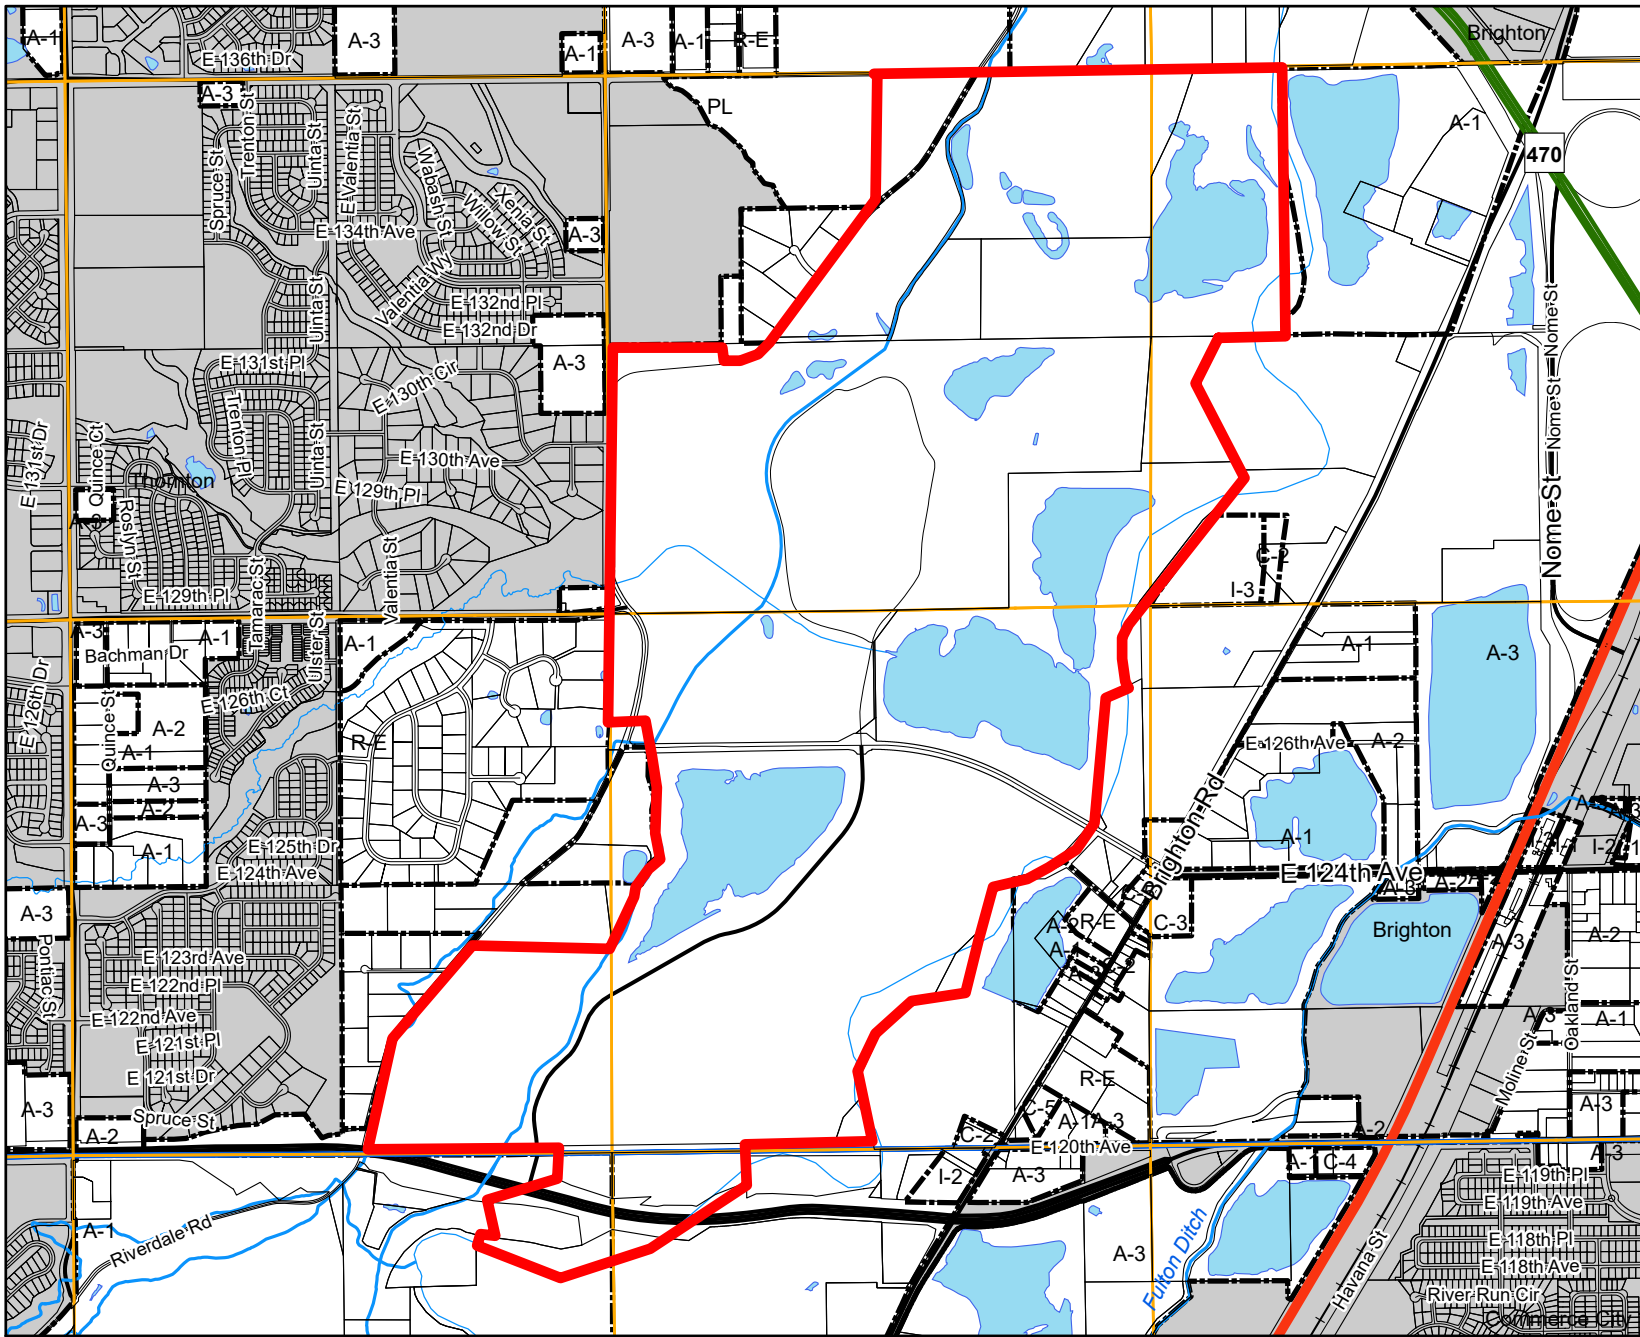 A-1
A-3
E 136th Dr
A-1
A-3
A-1
R-E
Brighton
A-3
Trenton St
Uinta St
E Valentia St
PL
A-1
470
Spruce St
Wabash St
Willow St
Xenia St
E 134th Ave
A-3
Uinta St
Valentia Wy
E 132nd Pl
E 132nd Dr
Nome St
E 131st Pl
A-3
E 130th Cir
Nome St
E 131st Dr
Quince Ct
Trenton Pl
Uinta St
E 130th Ave
Thornton
E 129th Pl
Roslyn St
Nome St
C-2
I-3
Tamarac St
Valentia St
E 129th Pl
A-3
A-1
Ulster St
A-1
A-1
A-3
Bachman Dr
E 126th Dr
E 126th Ct
Quince St
A-2
R-E
A-1
E 126th Ave
A-2
A-3
A-2
A-3
A-1
Brighton Rd
A-1
A-3
I-1
I-2
E 125th Dr
E 124th Ave
E 124th Ave
A-3
A-2
A-3
Pontiac St
A-2
R-E
C-3
Brighton
A-3
A-2
A-1
E 123rd Ave
E 122nd Pl
E 122nd Ave
Oakland St
A-3
A-1
E 121st Pl
E 121st Dr
R-E
Moline St
A-3
Spruce St
C-5
A-1
A-3
A-3
A-2
C-2
E 120th Ave
A-2
A-3
I-2
A-3
A-1
C-4
E 119th Pl
E 119th Ave
A-1
Riverdale Rd
Fulton Ditch
A-3
Havana St
E 118th Pl
E 118th Ave
River Run Cir
Commerce City